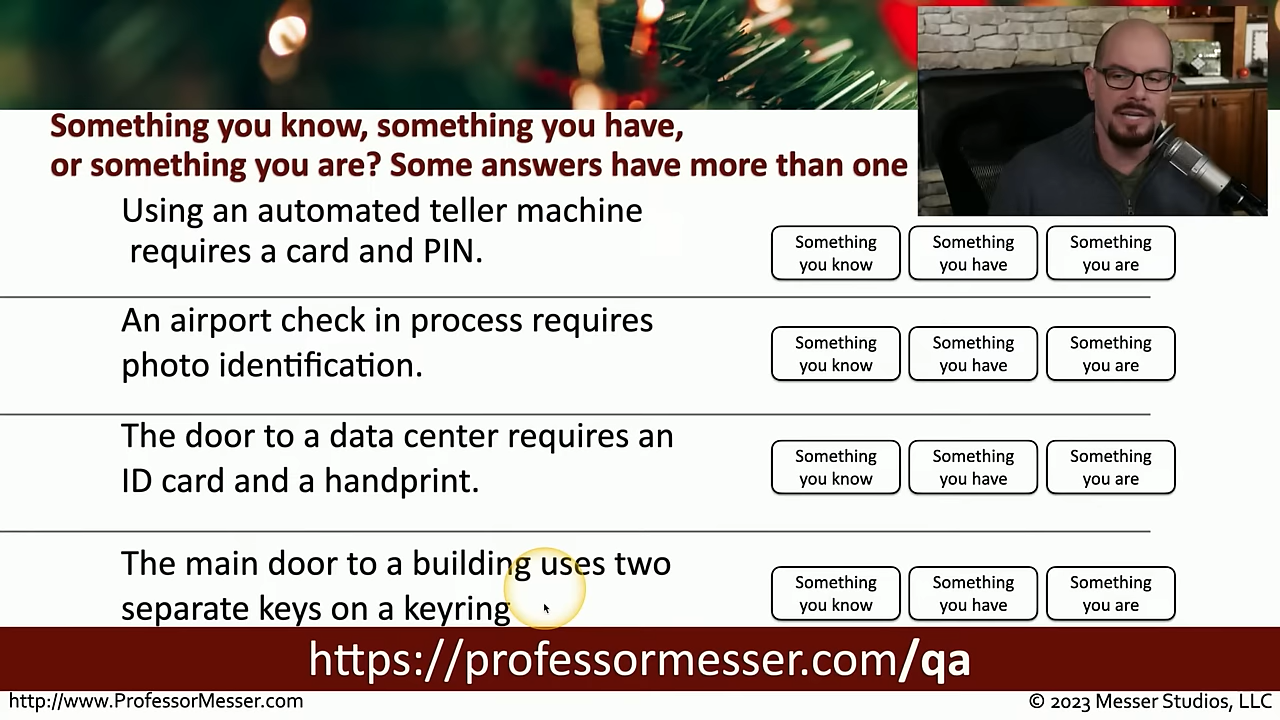 Something you know, something you have,
or something you are? Some answers have more than one
Using an automated teller machine
requires a card and PIN.
Something
you know
Something
you have
Something
you are
An airport check in process requires
photo identification.
Something
you know
Something
you have
Something
you are
The door to a data center requires an
ID card and a handprint.
Something
you know
Something
you have
Something
you are
The main door to a building uses two
separate keys on a keyring
Something
you know
Something
you have
Something
you are
https://professormesser.com/qa
http://www.ProfessorMesser.com
© 2023 Messer Studios, LLC